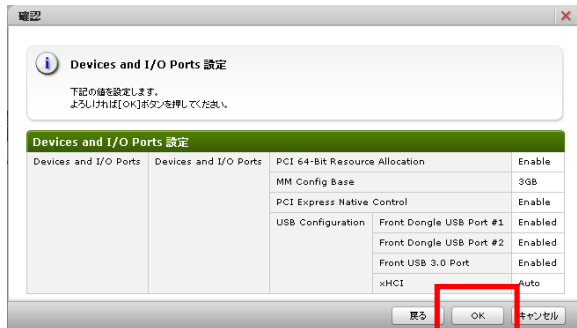 確認
Devices and I/O Ports 設定
下記の値を設定します。
よろしければ[OK]ボタンを押してください。
Devices and I/O Ports 設定
Devices and I/O Ports Devices and I/O Ports PCI 64-Bit Resource Allocation Enable
MM Config Base 3GB
PCI Express Native Control Enable
USB Configuration Front Dongle USB Port #1 Enabled
Front Dongle USB Port #2 Enabled
Front USB 3.0 Port Enabled
xHCI Auto
戻る OK キャンセル